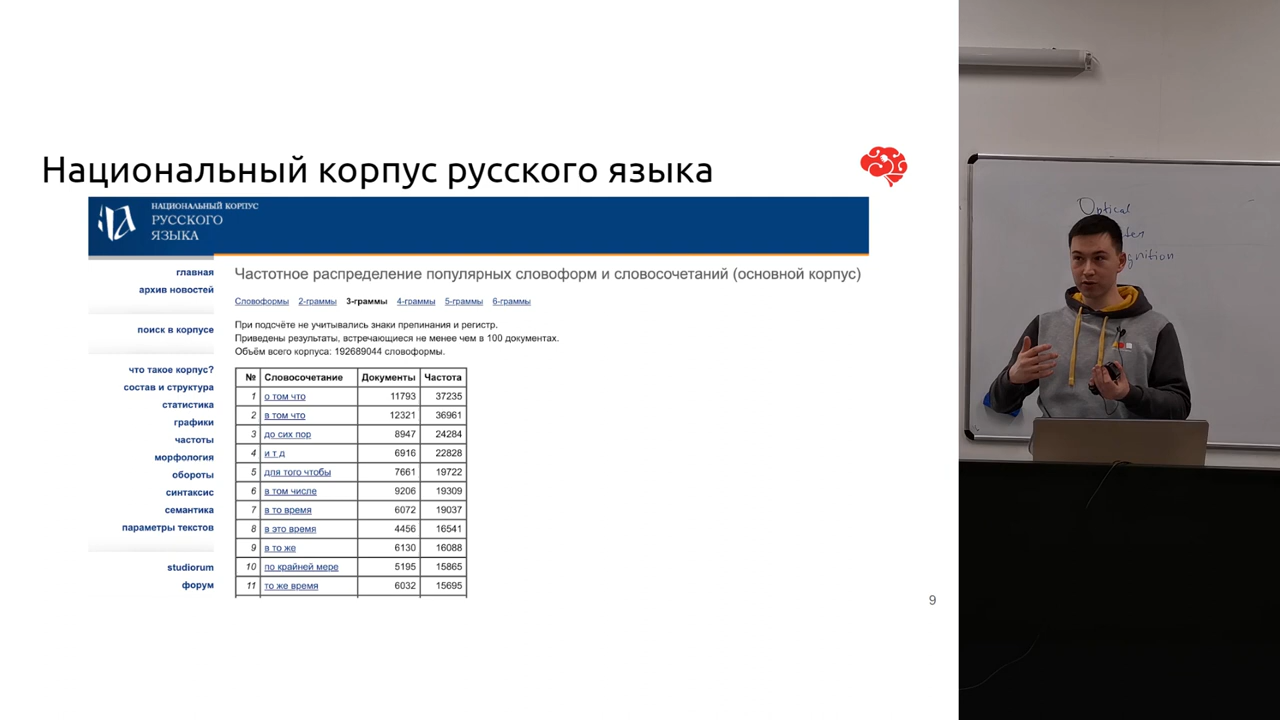 Национальный корпус русского языка
НАЦИОНАЛЬНЫЙ КОРПУС
РУССКОГО
ЯЗЫКА
главная
архив новостей
поиск в корпусе
что такое корпус?
состав и структура
статистика
графики
частоты
морфология
обороты
синтаксис
семантика
параметры текстов
studiorum
форум
Частотное распределение популярных словоформ и словосочетаний (основной корпус)
Словоформы 2-граммы 3-граммы 4-граммы 5-граммы 6-граммы
При подсчёте не учитывались знаки препинания и регистр.
Приведены результаты, встречающиеся не менее чем в 100 документах.
Объём всего корпуса: 192689044 словоформы.
№ Словосочетание Документы Частота
1 о том что 11793 37235
2 в том что 12321 36961
3 до сих пор 8947 24284
4 и т д 6916 22828
5 для того чтобы 7661 19722
6 в том числе 9206 19309
7 в то время 6072 19037
8 в это время 4456 16541
9 в то же 6130 16088
10 по крайней мере 5195 15865
11 то же время 6032 15695
9
Optical